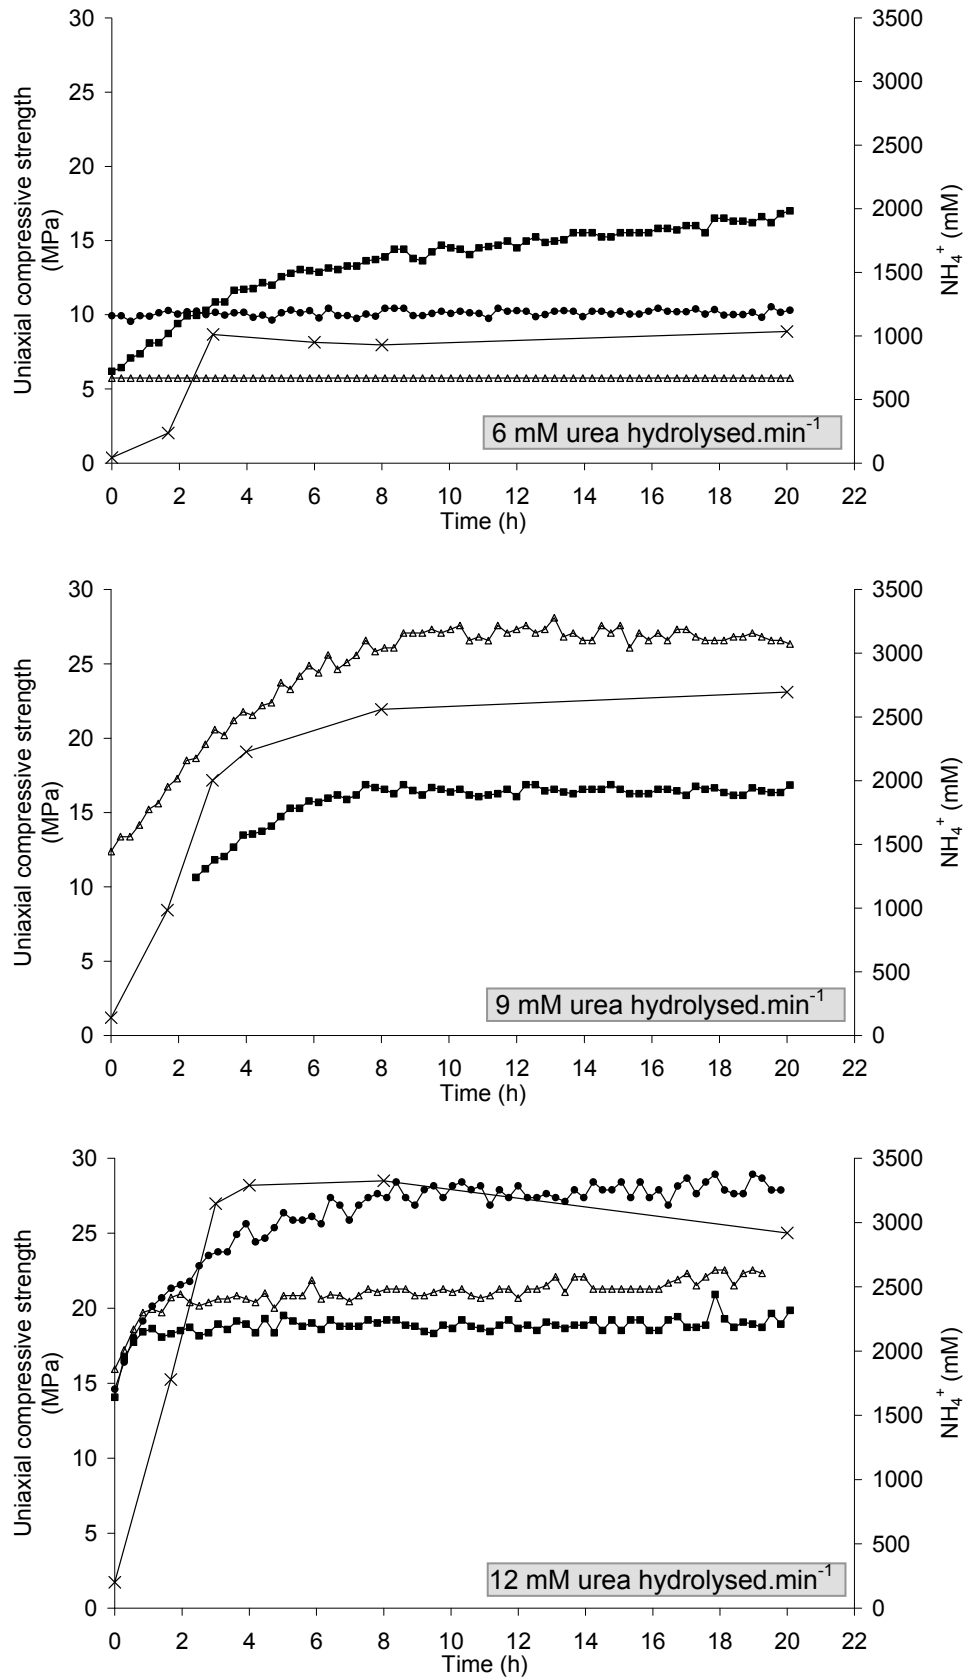 30
25
20
15
10
5
0
Uniaxial compressive strength
(MPa)
3500
3000
2500
2000
1500
1000
500
0
NH₄⁺ (mM)
6 mM urea hydrolysed.min⁻¹
0 2 4 6 8 10 12 14 16 18 20 22
Time (h)
30
25
20
15
10
5
0
Uniaxial compressive strength
(MPa)
3500
3000
2500
2000
1500
1000
500
0
NH₄⁺ (mM)
9 mM urea hydrolysed.min⁻¹
0 2 4 6 8 10 12 14 16 18 20 22
Time (h)
30
25
20
15
10
5
0
Uniaxial compressive strength
(MPa)
3500
3000
2500
2000
1500
1000
500
0
NH₄⁺ (mM)
12 mM urea hydrolysed.min⁻¹
0 2 4 6 8 10 12 14 16 18 20 22
Time (h)